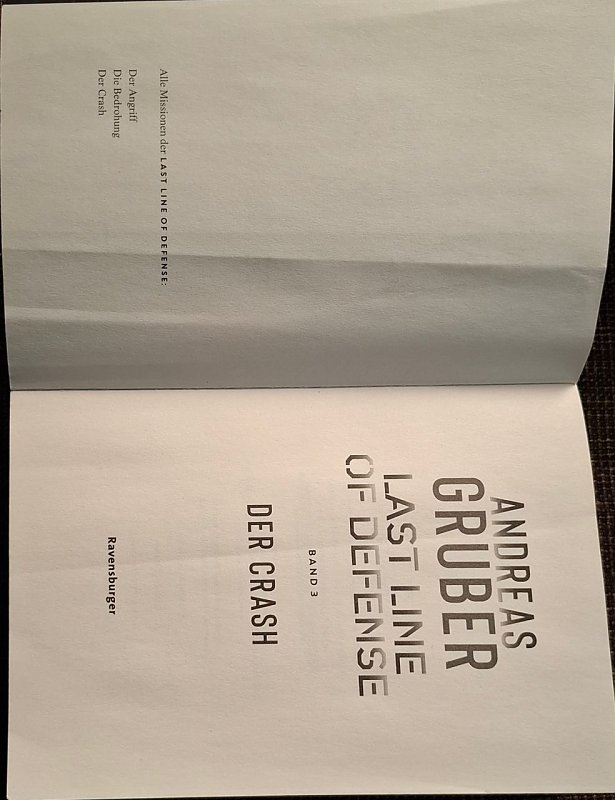 Alle Missionen der LAST LINE OF DEFENSE:
Der Angriff
Die Bedrohung
Der Crash
ANDREAS
GRUBER
LAST LINE
OF DEFENSE
BAND 3
DER CRASH
Ravensburger